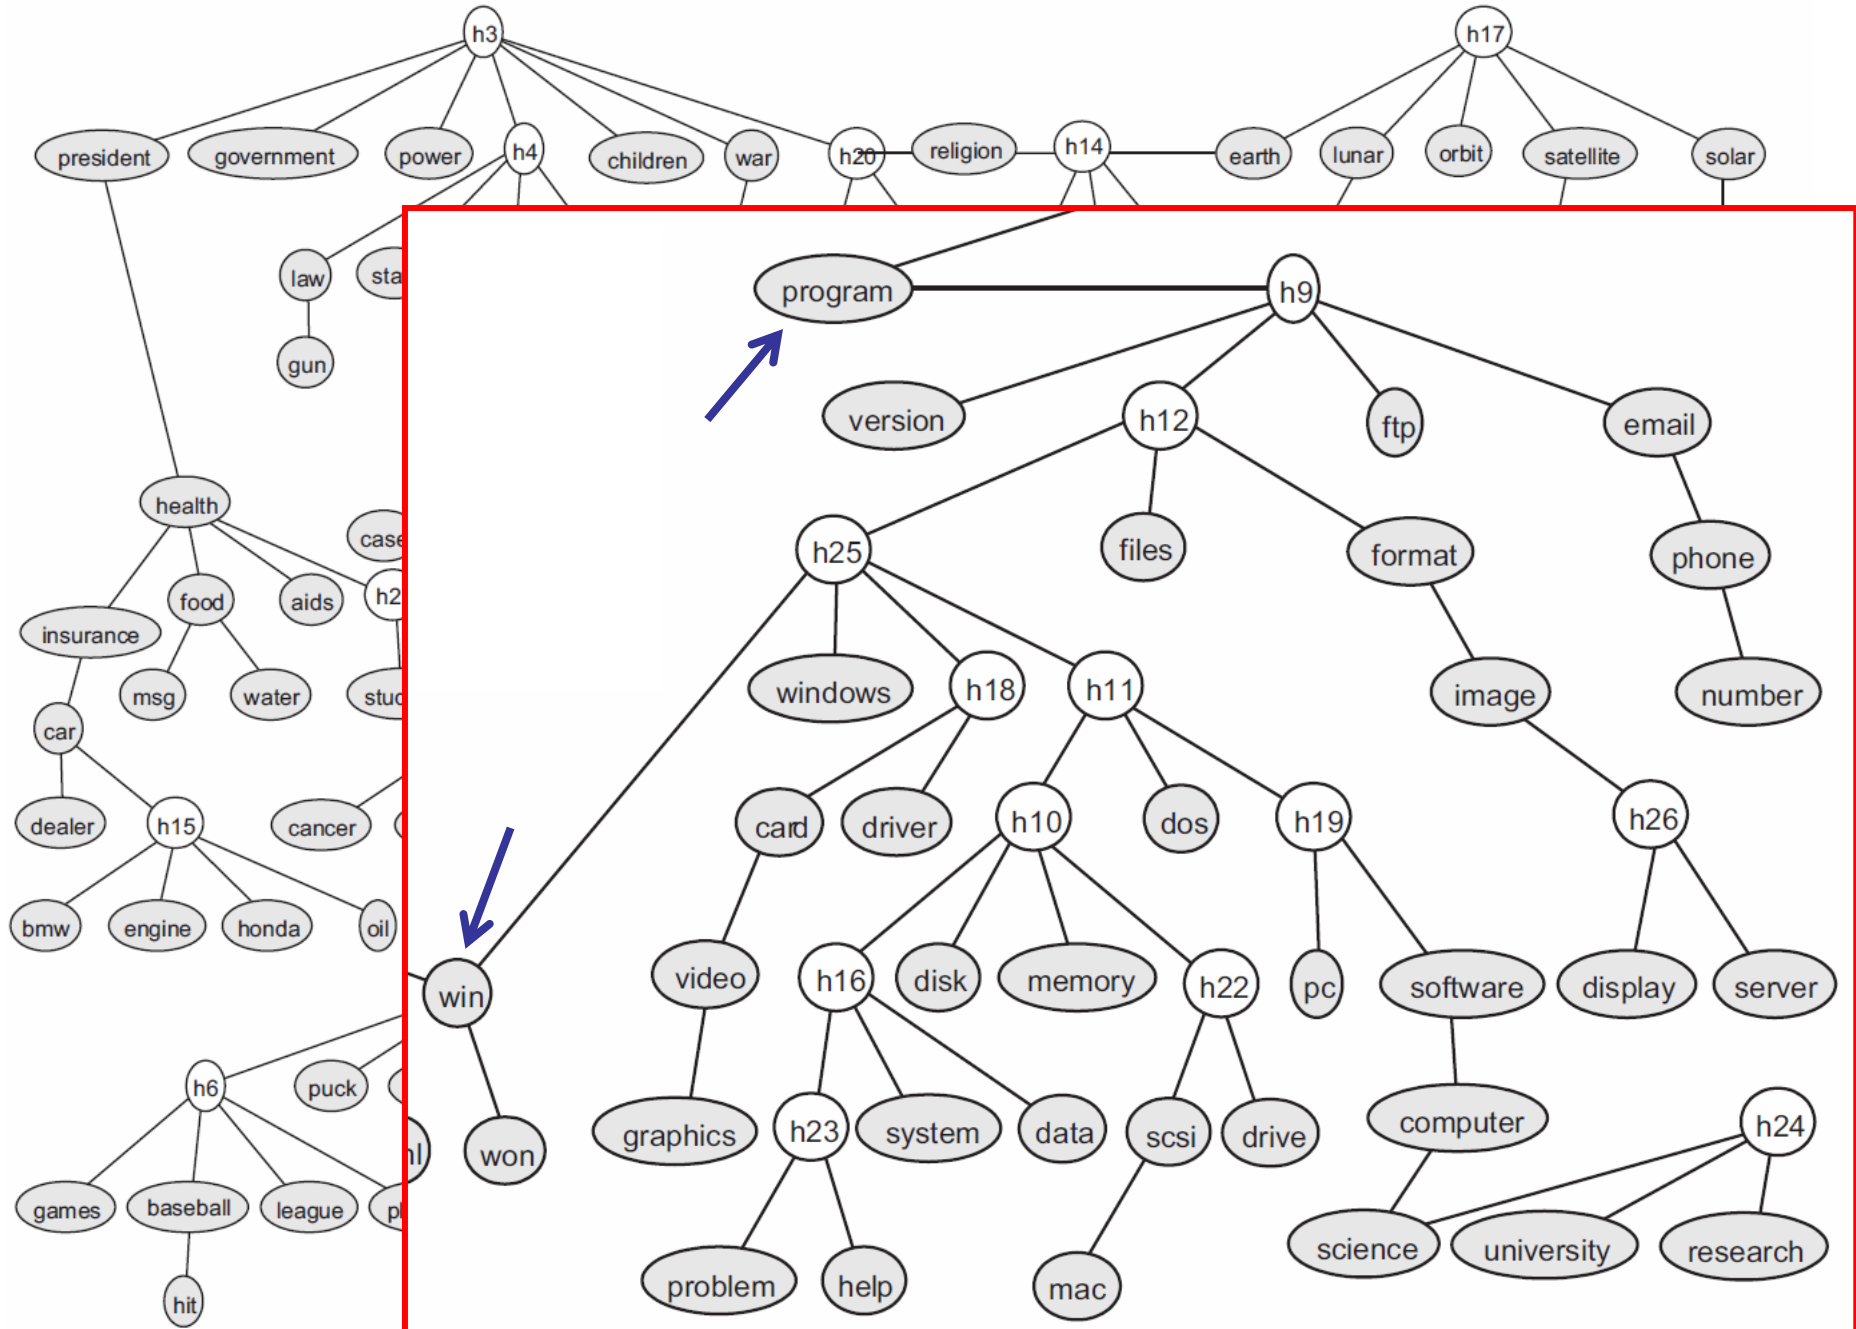 h3
h17
president
government
power
h4
children
war
h20
religion
h14
earth
lunar
orbit
satellite
solar
law
sta
gun
program
h9
version
h12
ftp
email
health
case
h25
files
format
phone
insurance
food
aids
h2
msg
water
stud
windows
h18
h11
image
number
car
dealer
h15
cancer
card
driver
h10
dos
h19
h26
bmw
engine
honda
oil
win
video
h16
disk
memory
h22
pc
software
display
server
h6
puck
won
graphics
h23
system
data
scsi
drive
computer
h24
games
baseball
league
problem
help
mac
science
university
research
hit